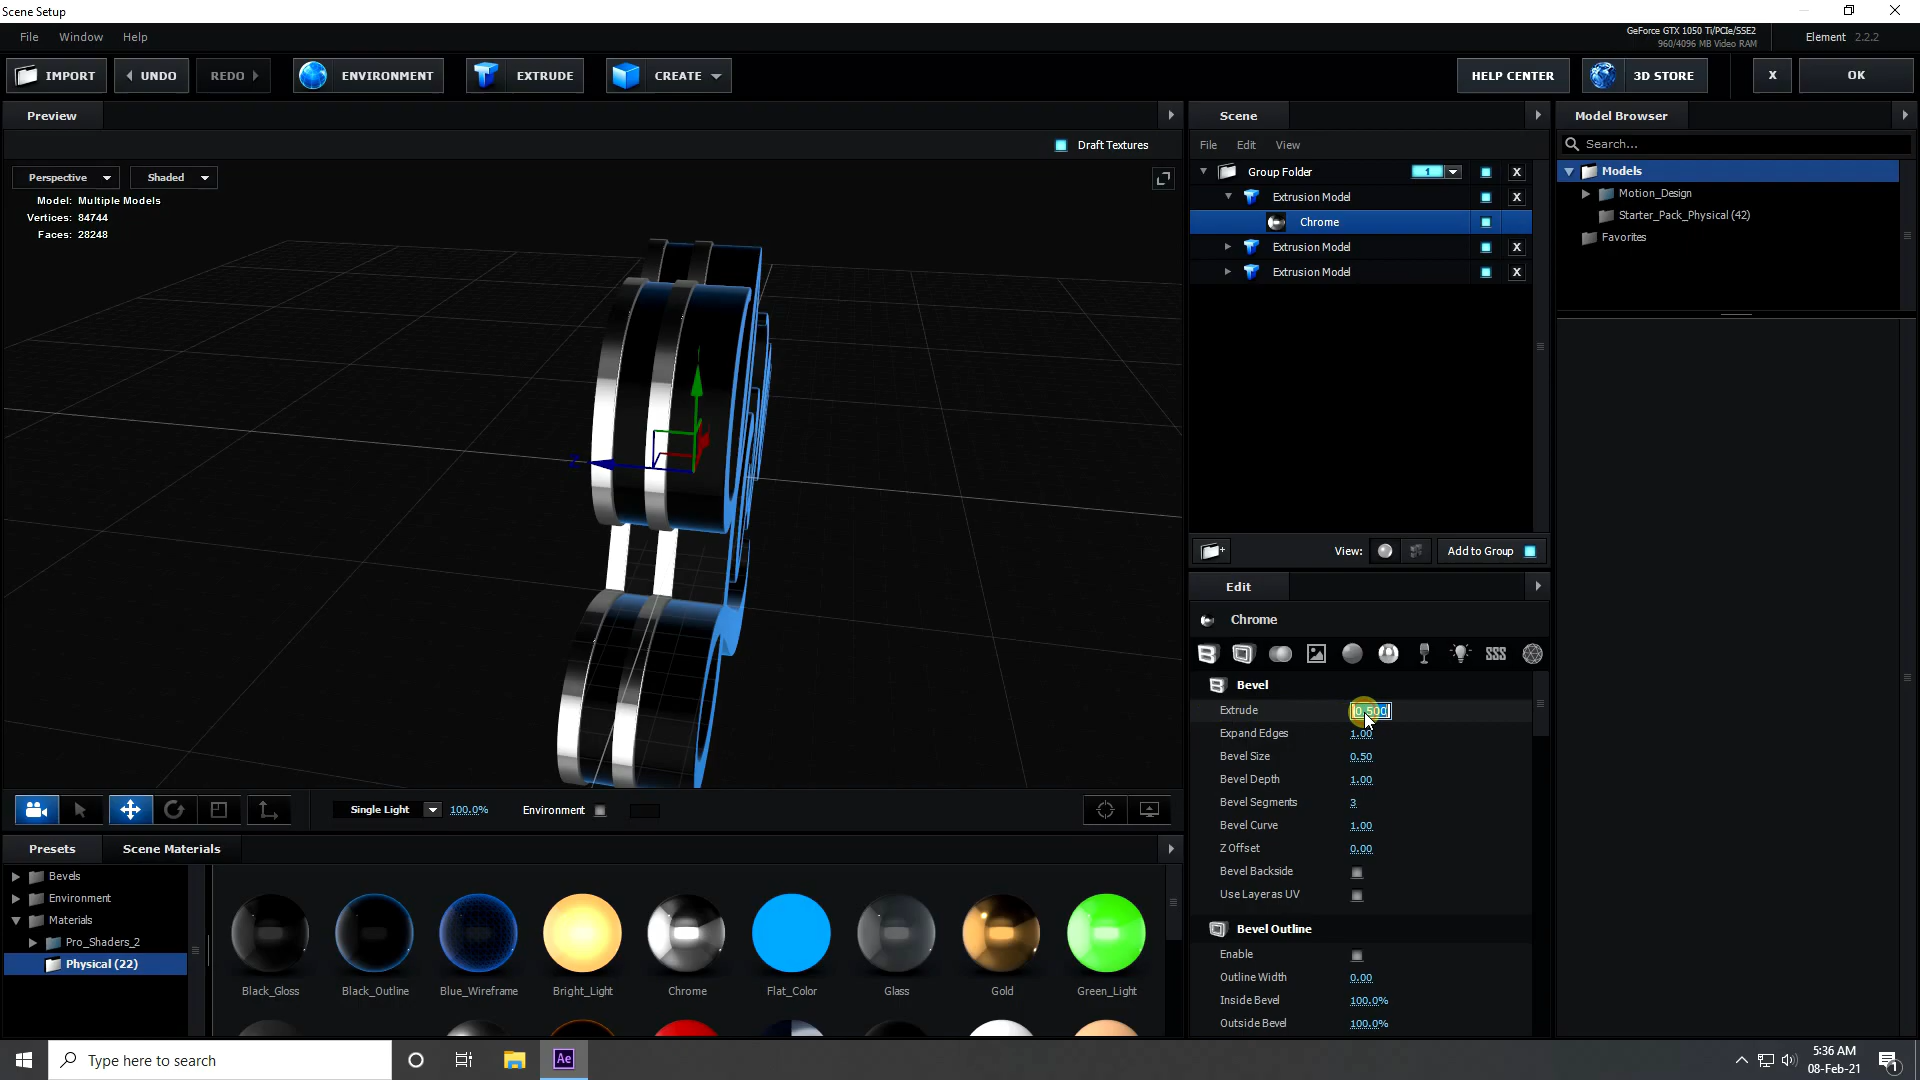 Scene Setup
File Window Help
GeForce GTX 1050 Ti/PCIe/SSE2
960/4096 MB Video RAM
Element 2.2.2
IMPORT UNDO REDO ENVIRONMENT EXTRUDE CREATE HELP CENTER 3D STORE X OK
Preview
Draft Textures
Perspective Shaded
Model: Multiple Models
Vertices: 84744
Faces: 28248
Z
Single Light 100.0% Environment
Presets Scene Materials
Bevels
Environment
Materials
Pro_Shaders_2
Physical (22)
Black_Gloss Black_Outline Blue_Wireframe Bright_Light Chrome Flat_Color Glass Gold Green_Light
Scene
File Edit View
Group Folder 1 X
Extrusion Model X
Chrome
Extrusion Model X
Extrusion Model X
View: Add to Group
Edit
Chrome
Bevel
Extrude 0.500
Expand Edges 1.00
Bevel Size 0.50
Bevel Depth 1.00
Bevel Segments 3
Bevel Curve 1.00
Z Offset 0.00
Bevel Backside
Use Layer as UV
Bevel Outline
Enable
Outline Width 0.00
Inside Bevel 100.0%
Outside Bevel 100.0%
Model Browser
Search...
Models
Motion_Design
Starter_Pack_Physical (42)
Favorites
Type here to search
Ae
5:36 AM
08-Feb-21
1